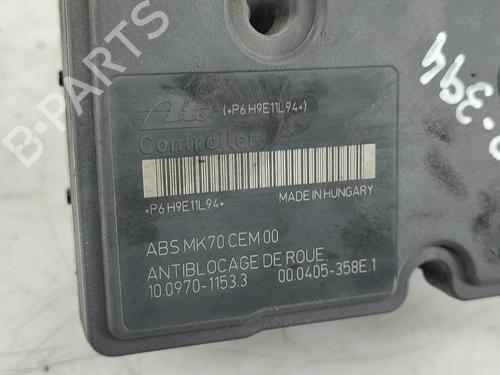 Ate (*P6H9E11L94*)
Controller
*P6H9E11L94* MADE IN HUNGARY
ABS MK70 CEM 00
ANTIBLOCAGE DE ROUE
10.0970-1153.3 00.0405-358E.1
B-PARTS